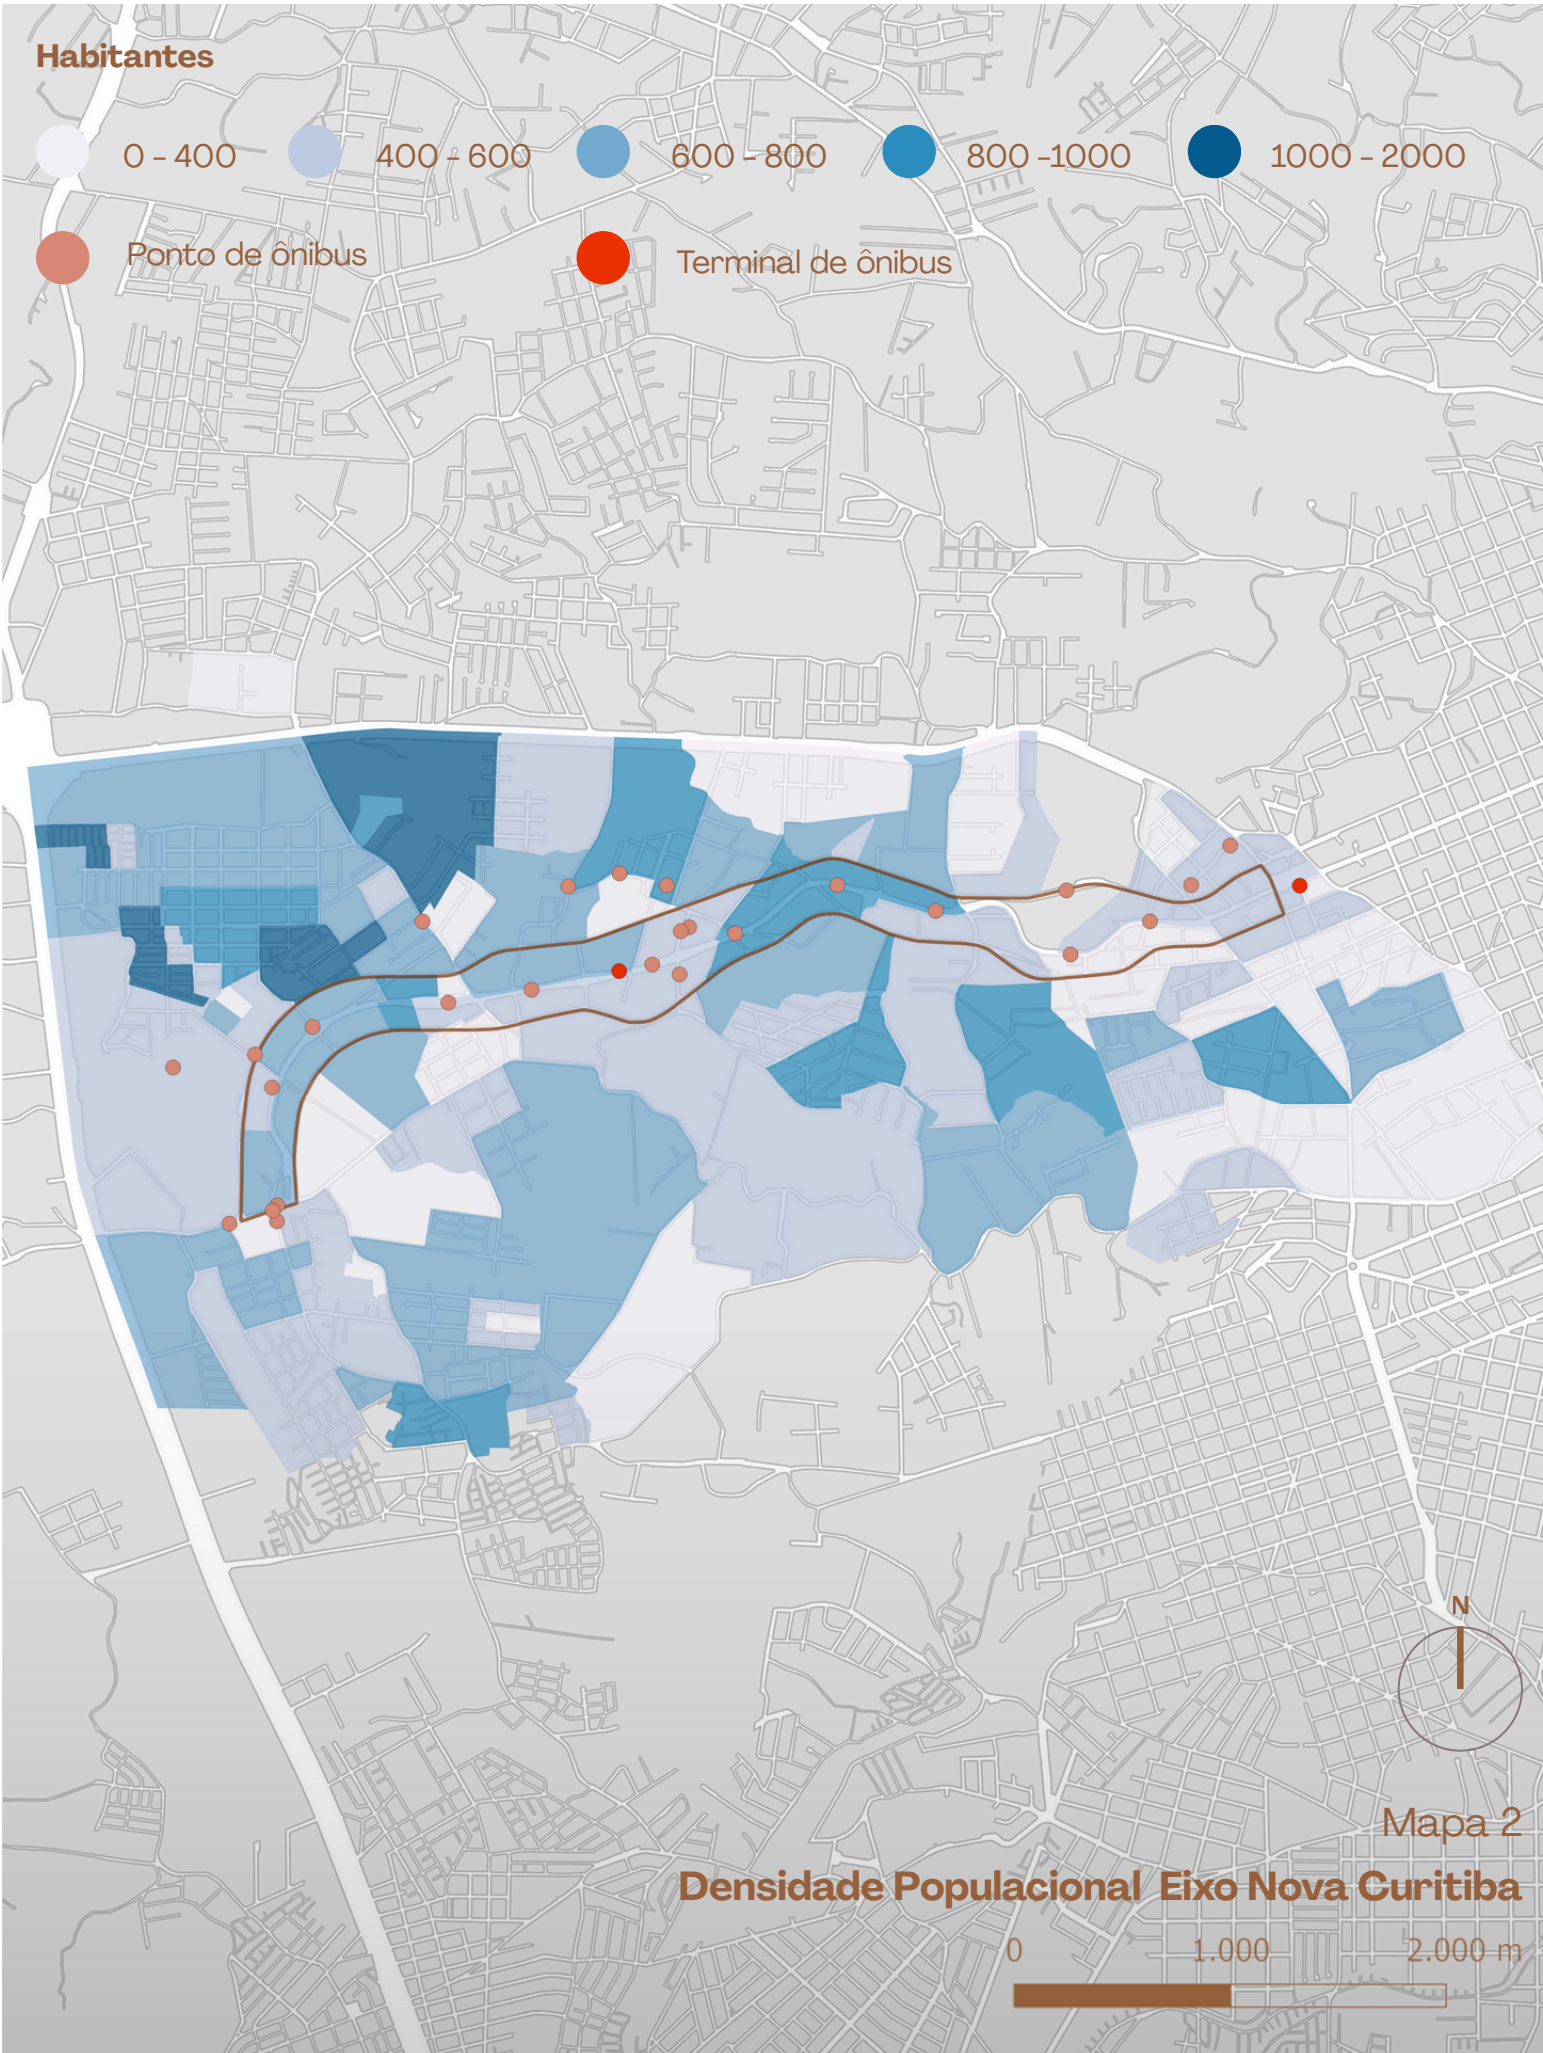 Habitantes
0 - 400
400 - 600
600 - 800
800 -1000
1000 - 2000
Ponto de ônibus
Terminal de ônibus
N
Mapa 2
Densidade Populacional Eixo Nova Curitiba
0 1.000 2.000 m